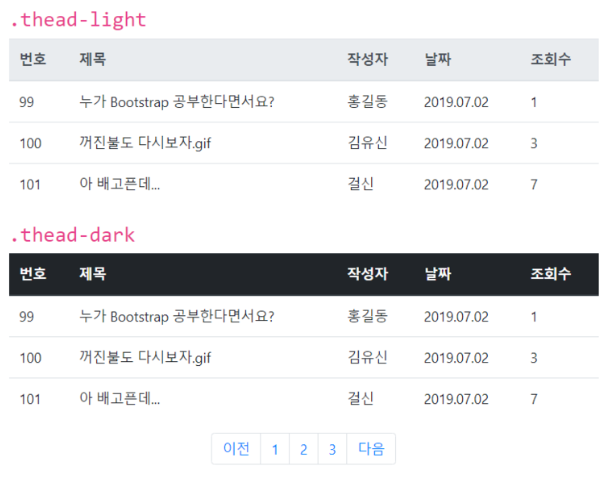 .thead-light
번호 제목 작성자 날짜 조회수
99 누가 Bootstrap 공부한다면서요? 홍길동 2019.07.02 1
100 꺼진불도 다시보자.gif 김유신 2019.07.02 3
101 아 배고픈데... 걸신 2019.07.02 7
.thead-dark
번호 제목 작성자 날짜 조회수
99 누가 Bootstrap 공부한다면서요? 홍길동 2019.07.02 1
100 꺼진불도 다시보자.gif 김유신 2019.07.02 3
101 아 배고픈데... 걸신 2019.07.02 7
이전 1 2 3 다음